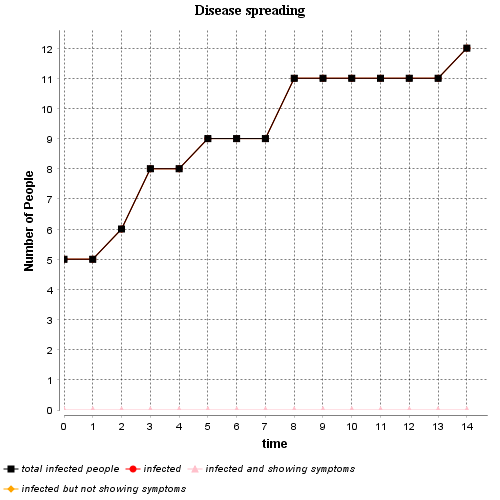 Disease spreading
Number of People
12
11
10
9
8
7
6
5
4
3
2
1
0
0 1 2 3 4 5 6 7 8 9 10 11 12 13 14
time
total infected people infected infected and showing symptoms
infected but not showing symptoms